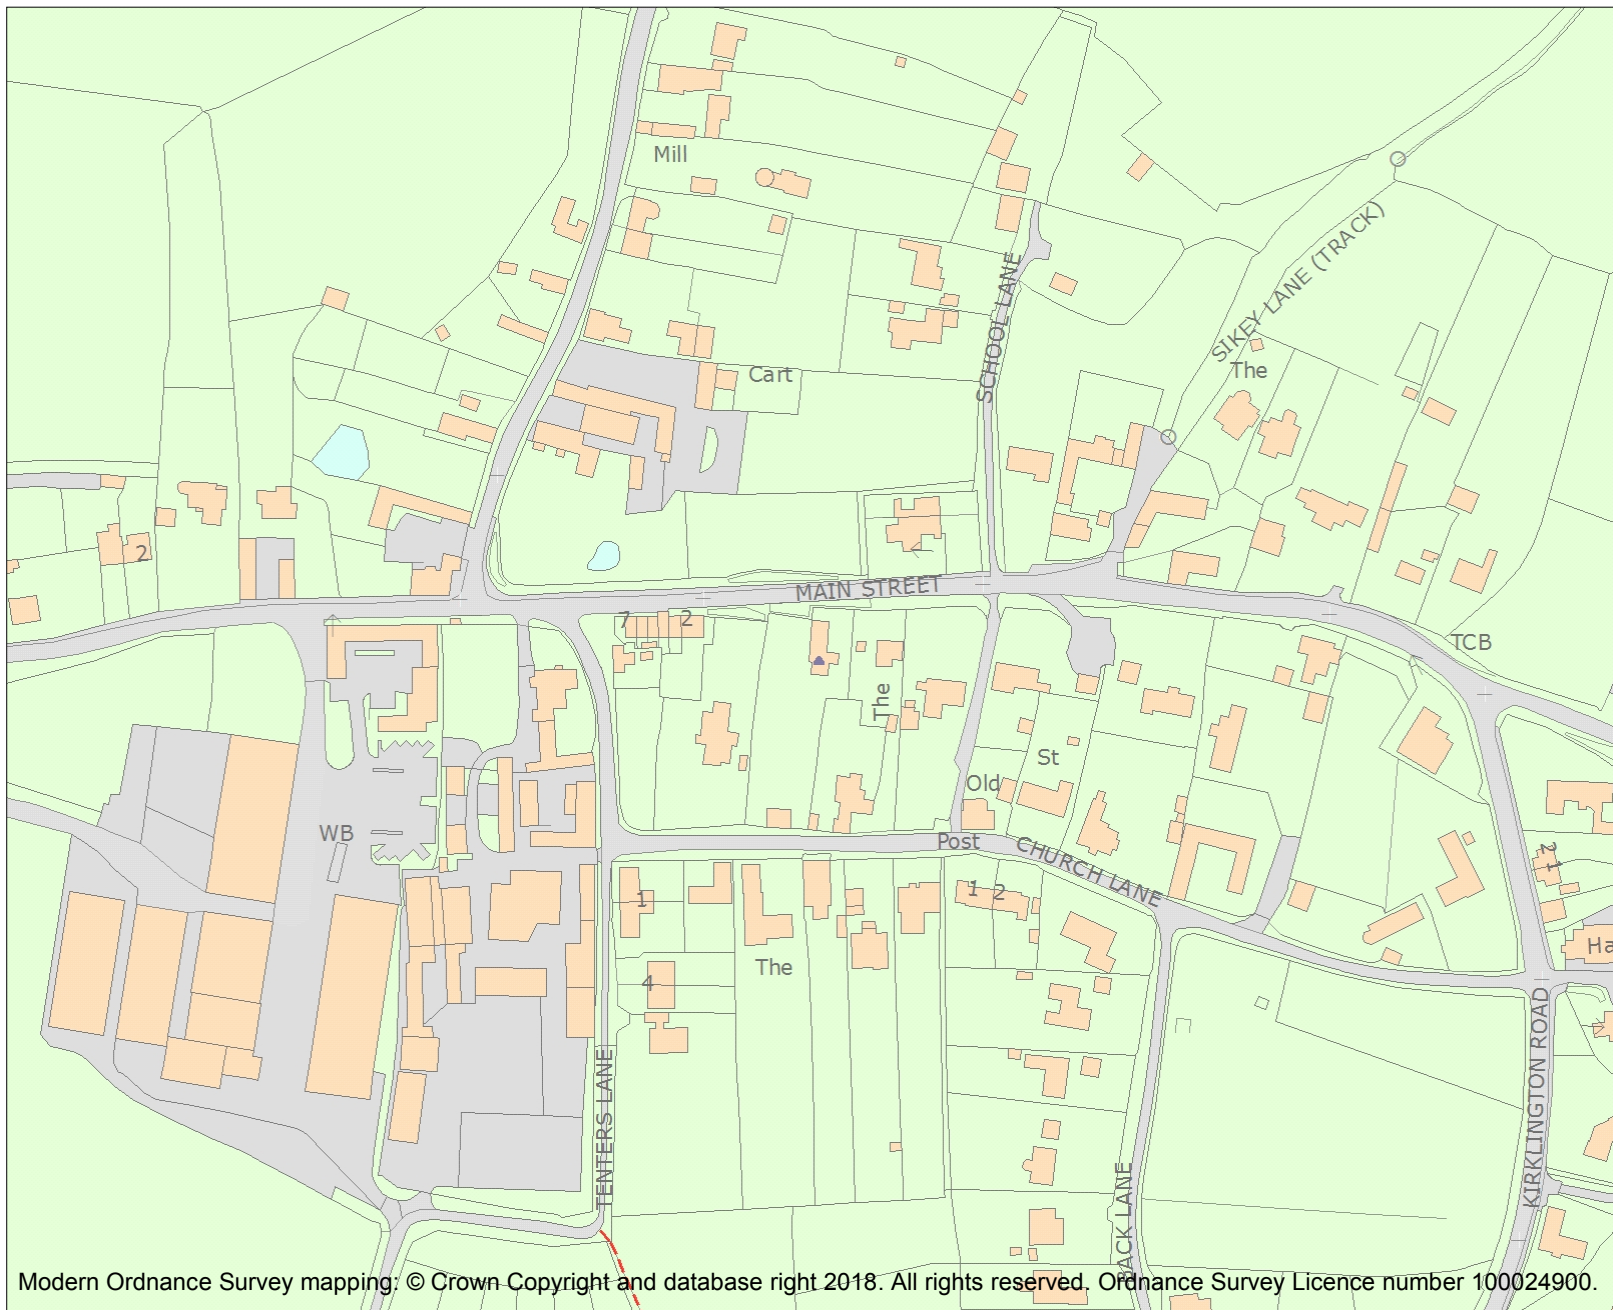 Mill
SIKEY LANE (TRACK)
SCHOOL LANE
The
Cart
2
MAIN STREET
7
2
TCB
The
St
Old
WB
Post
CHURCH LANE
2 1
1
1 2
Ha
The
4
TENTERS LANE
KIRKLINGTON ROAD
BACK LANE
Modern Ordnance Survey mapping: © Crown Copyright and database right 2018. All rights reserved. Ordnance Survey Licence number 100024900.